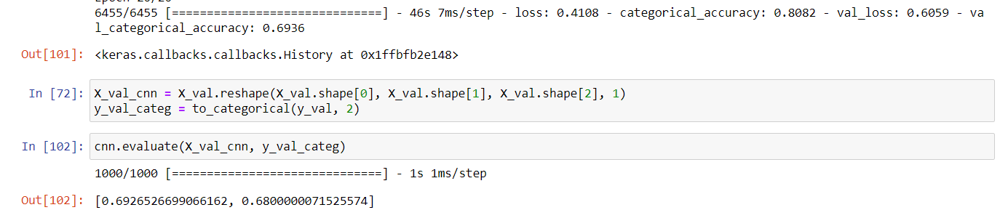 6455/6455 [==============================] - 46s 7ms/step - loss: 0.4108 - categorical_accuracy: 0.8082 - val_loss: 0.6059 - va
l_categorical_accuracy: 0.6936
Out[101]: <keras.callbacks.callbacks.History at 0x1ffbfb2e148>
In [72]: X_val_cnn = X_val.reshape(X_val.shape[0], X_val.shape[1], X_val.shape[2], 1)
y_val_categ = to_categorical(y_val, 2)
In [102]: cnn.evaluate(X_val_cnn, y_val_categ)
1000/1000 [==============================] - 1s 1ms/step
Out[102]: [0.6926526699066162, 0.6800000071525574]